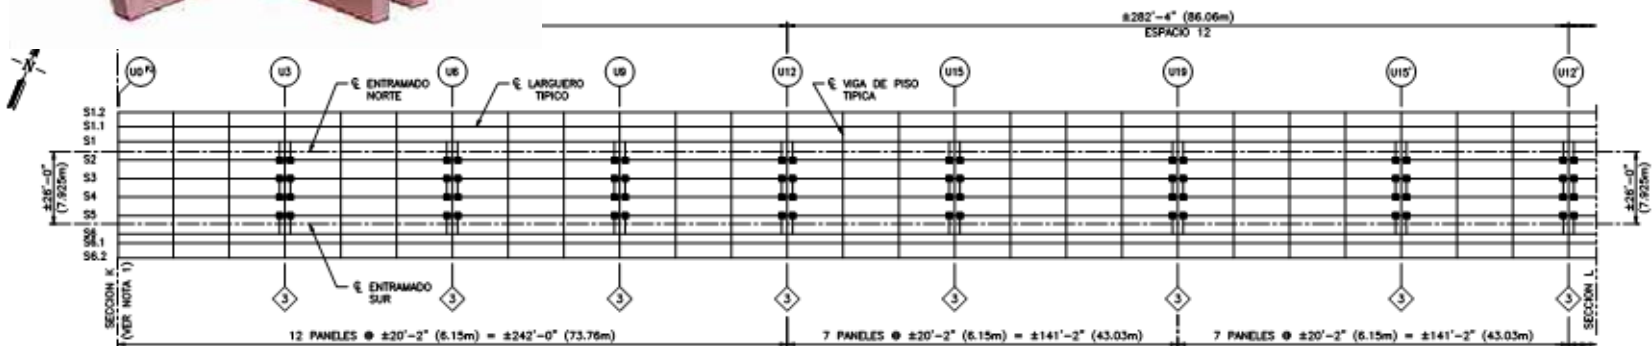 ±282'-4" (86.06m)
ESPACIO 12
N
U0
U3
U6
U9
U12
U15
U19
U15'
U12'
℄ ENTRAMADO
NORTE
℄ LARGUERO
TIPICO
℄ VIGA DE PISO
TIPICA
S1.2
S1.1
S1
S2
S3
S4
S5
S6
S6.1
S6.2
±26'-0"
(7.925m)
±26'-0"
(7.925m)
℄ ENTRAMADO
SUR
3
3
3
3
3
3
3
3
SECCION K
(VER NOTA 1)
SECCION L
12 PANELES @ ±20'-2" (6.15m) = ±242'-0" (73.76m)
7 PANELES @ ±20'-2" (6.15m) = ±141'-2" (43.03m)
7 PANELES @ ±20'-2" (6.15m) = ±141'-2" (43.03m)